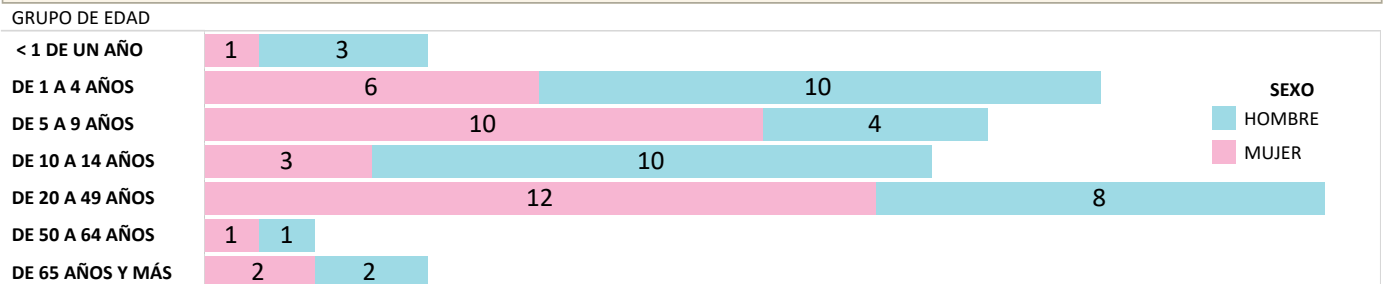 GRUPO DE EDAD
< 1 DE UN AÑO 1 3
DE 1 A 4 AÑOS 6 10
DE 5 A 9 AÑOS 10 4
DE 10 A 14 AÑOS 3 10
DE 20 A 49 AÑOS 12 8
DE 50 A 64 AÑOS 1 1
DE 65 AÑOS Y MÁS 2 2
SEXO
HOMBRE
MUJER